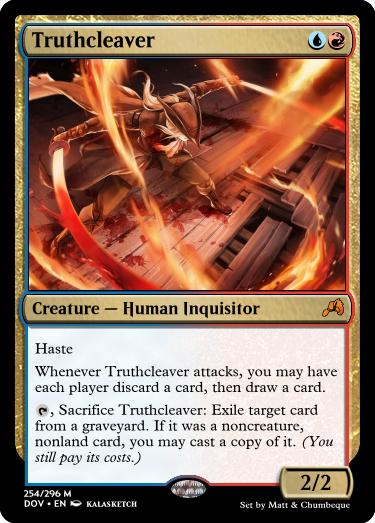 Truthcleaver
Creature — Human Inquisitor
Haste
Whenever Truthcleaver attacks, you may have
each player discard a card, then draw a card.
, Sacrifice Truthcleaver: Exile target card
from a graveyard. If it was a noncreature,
nonland card, you may cast a copy of it. (You
still pay its costs.)
2/2
254/296 M
DOV • EN KALASKETCH
Set by Matt & Chumbeque